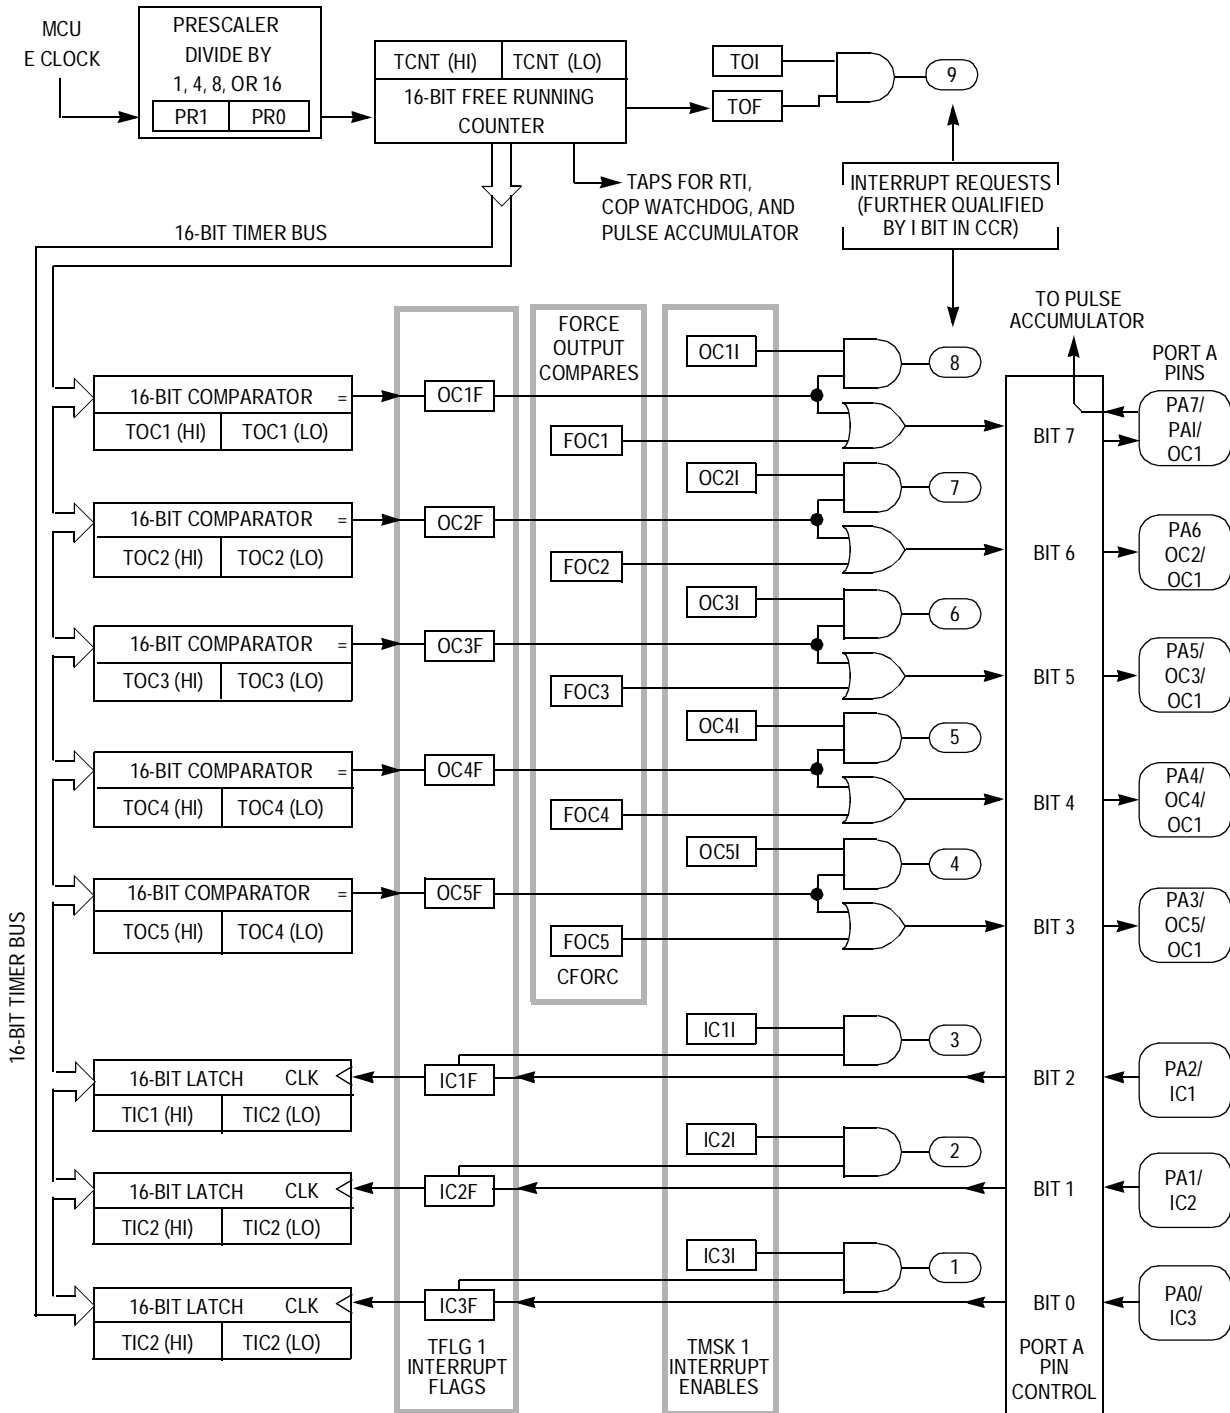 MCU
E CLOCK
PRESCALER
DIVIDE BY
1, 4, 8, OR 16
PR1 PR0
TCNT (HI) TCNT (LO)
16-BIT FREE RUNNING
COUNTER
TOI
TOF
9
TAPS FOR RTI,
COP WATCHDOG, AND
PULSE ACCUMULATOR
INTERRUPT REQUESTS
(FURTHER QUALIFIED
BY I BIT IN CCR)
16-BIT TIMER BUS
16-BIT TIMER BUS
TO PULSE
ACCUMULATOR
PORT A
PINS
FORCE
OUTPUT
COMPARES
OC1I
8
16-BIT COMPARATOR =
TOC1 (HI) TOC1 (LO)
OC1F
FOC1
BIT 7
PA7/
PAI/
OC1
OC2I
7
16-BIT COMPARATOR =
TOC2 (HI) TOC2 (LO)
OC2F
FOC2
BIT 6
PA6
OC2/
OC1
OC3I
6
16-BIT COMPARATOR =
TOC3 (HI) TOC3 (LO)
OC3F
FOC3
BIT 5
PA5/
OC3/
OC1
OC4I
5
16-BIT COMPARATOR =
TOC4 (HI) TOC4 (LO)
OC4F
FOC4
BIT 4
PA4/
OC4/
OC1
OC5I
4
16-BIT COMPARATOR =
TOC5 (HI) TOC4 (LO)
OC5F
FOC5
CFORC
BIT 3
PA3/
OC5/
OC1
IC1I
3
16-BIT LATCH CLK
TIC1 (HI) TIC2 (LO)
IC1F
BIT 2
PA2/
IC1
IC2I
2
16-BIT LATCH CLK
TIC2 (HI) TIC2 (LO)
IC2F
BIT 1
PA1/
IC2
IC3I
1
16-BIT LATCH CLK
TIC2 (HI) TIC2 (LO)
IC3F
BIT 0
PA0/
IC3
TFLG 1
INTERRUPT
FLAGS
TMSK 1
INTERRUPT
ENABLES
PORT A
PIN
CONTROL